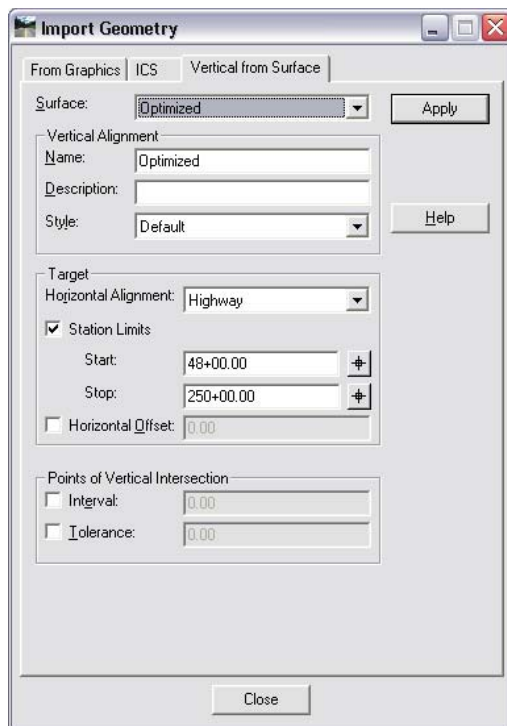 Import Geometry
From Graphics ICS Vertical from Surface
Surface: Optimized Apply
Vertical Alignment
Name: Optimized
Description:
Style: Default Help
Target
Horizontal Alignment: Highway
Station Limits
Start: 48+00.00
Stop: 250+00.00
Horizontal Offset: 0.00
Points of Vertical Intersection
Interval: 0.00
Tolerance: 0.00
Close